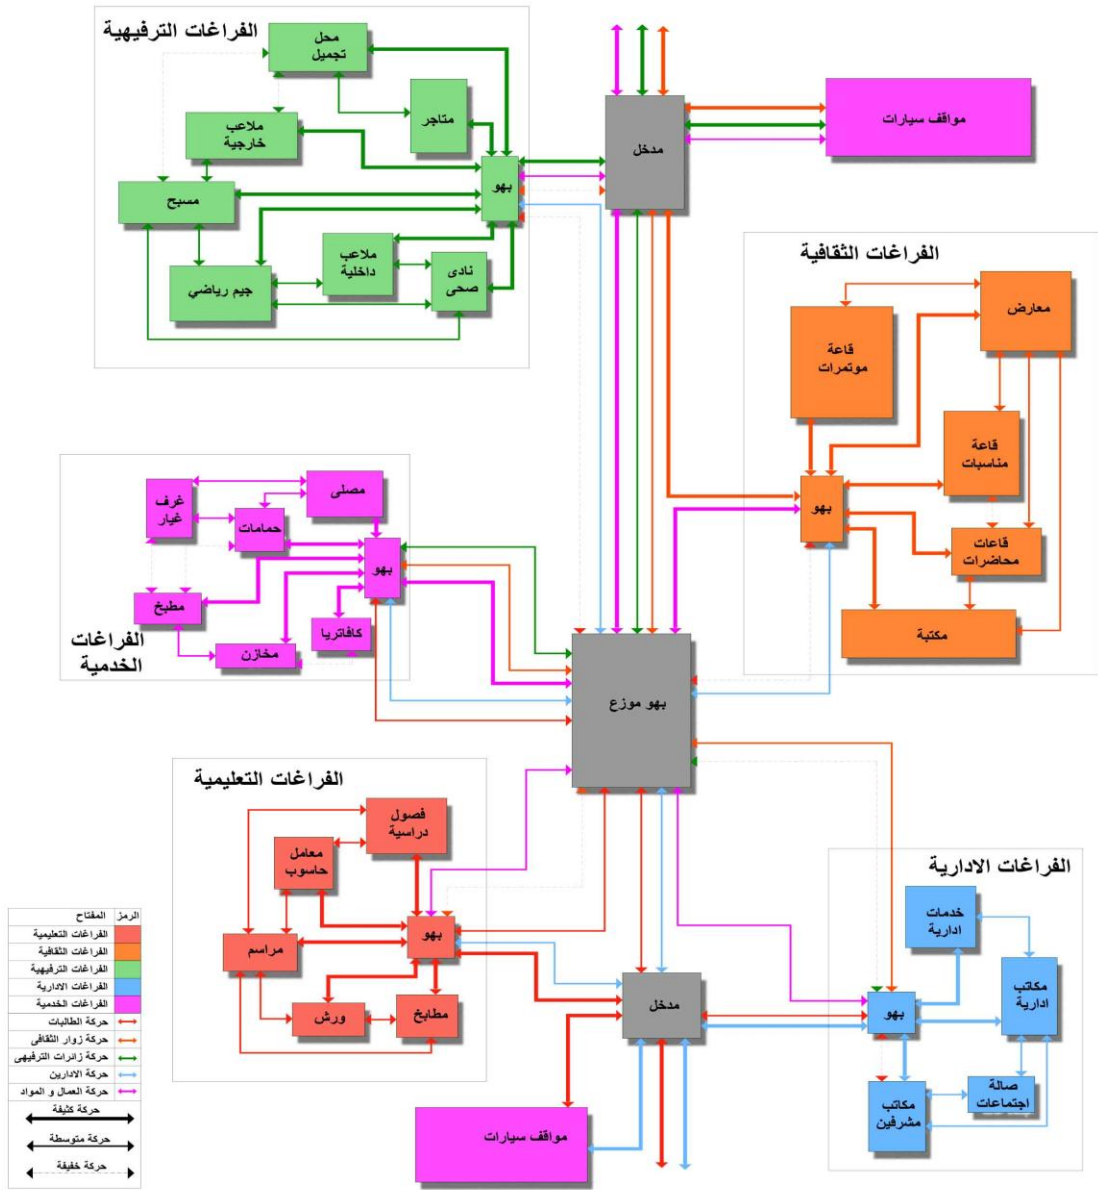 الفراغات الترفيهية
محل
تجميل
متاجر
ملاعب
خارجية
مسبح
بهو
ملاعب
داخلية
نادى
صحى
جيم رياضي
مدخل
مواقف سيارات
الفراغات الثقافية
معارض
قاعة
موتمرات
قاعة
مناسبات
بهو
قاعات
محاضرات
مكتبة
مصلى
غرف
غيار
حمامات
بهو
مطبخ
كافاتريا
مخازن
الفراغات
الخدمية
بهو موزع
الفراغات التعليمية
فصول
دراسية
معامل
حاسوب
بهو
مراسم
مطابخ
ورش
مدخل
مواقف سيارات
الفراغات الادارية
خدمات
ادارية
مكاتب
ادارية
بهو
صالة
اجتماعات
مكاتب
مشرفين
الرمز المفتاح
الفراغات التعليمية
الفراغات الثقافية
الفراغات الترفيهية
الفراغات الادارية
الفراغات الخدمية
حركة الطالبات
حركة زوار الثقافى
حركة زائرات الترفيهى
حركة الادارين
حركة العمال و المواد
حركة كثيفة
حركة متوسطة
حركة خفيفة